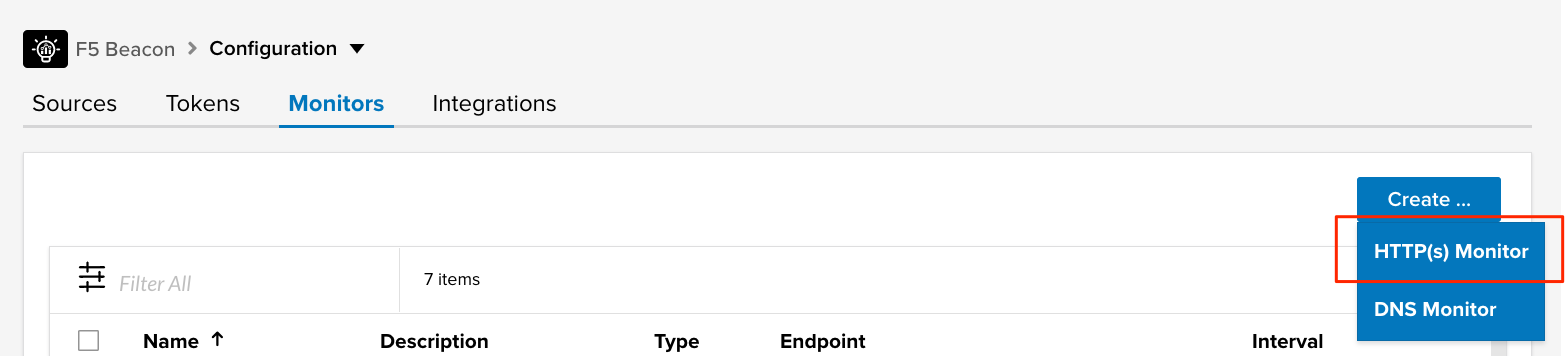 F5 Beacon > Configuration
Sources Tokens Monitors Integrations
Create ...
HTTP(s) Monitor
DNS Monitor
Filter All 7 items
Name Description Type Endpoint Interval